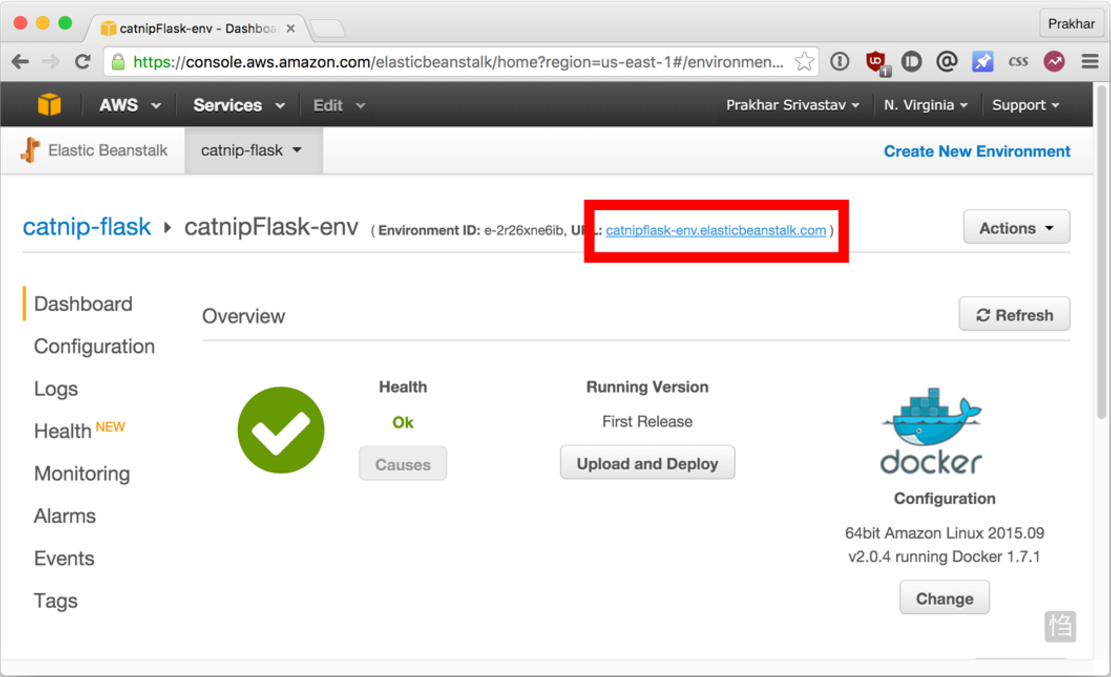 catnipFlask-env - Dashboa
Prakhar
https://console.aws.amazon.com/elasticbeanstalk/home?region=us-east-1#/environmen...
1
CSS
AWS Services Edit Prakhar Srivastav N. Virginia Support
Elastic Beanstalk catnip-flask Create New Environment
catnip-flask catnipFlask-env ( Environment ID: e-2r26xne6ib, URL: catnipflask-env.elasticbeanstalk.com ) Actions
Dashboard
Configuration
Logs
Health NEW
Monitoring
Alarms
Events
Tags
Overview
Refresh
Health
Ok
Causes
Running Version
First Release
Upload and Deploy
docker
Configuration
64bit Amazon Linux 2015.09
v2.0.4 running Docker 1.7.1
Change